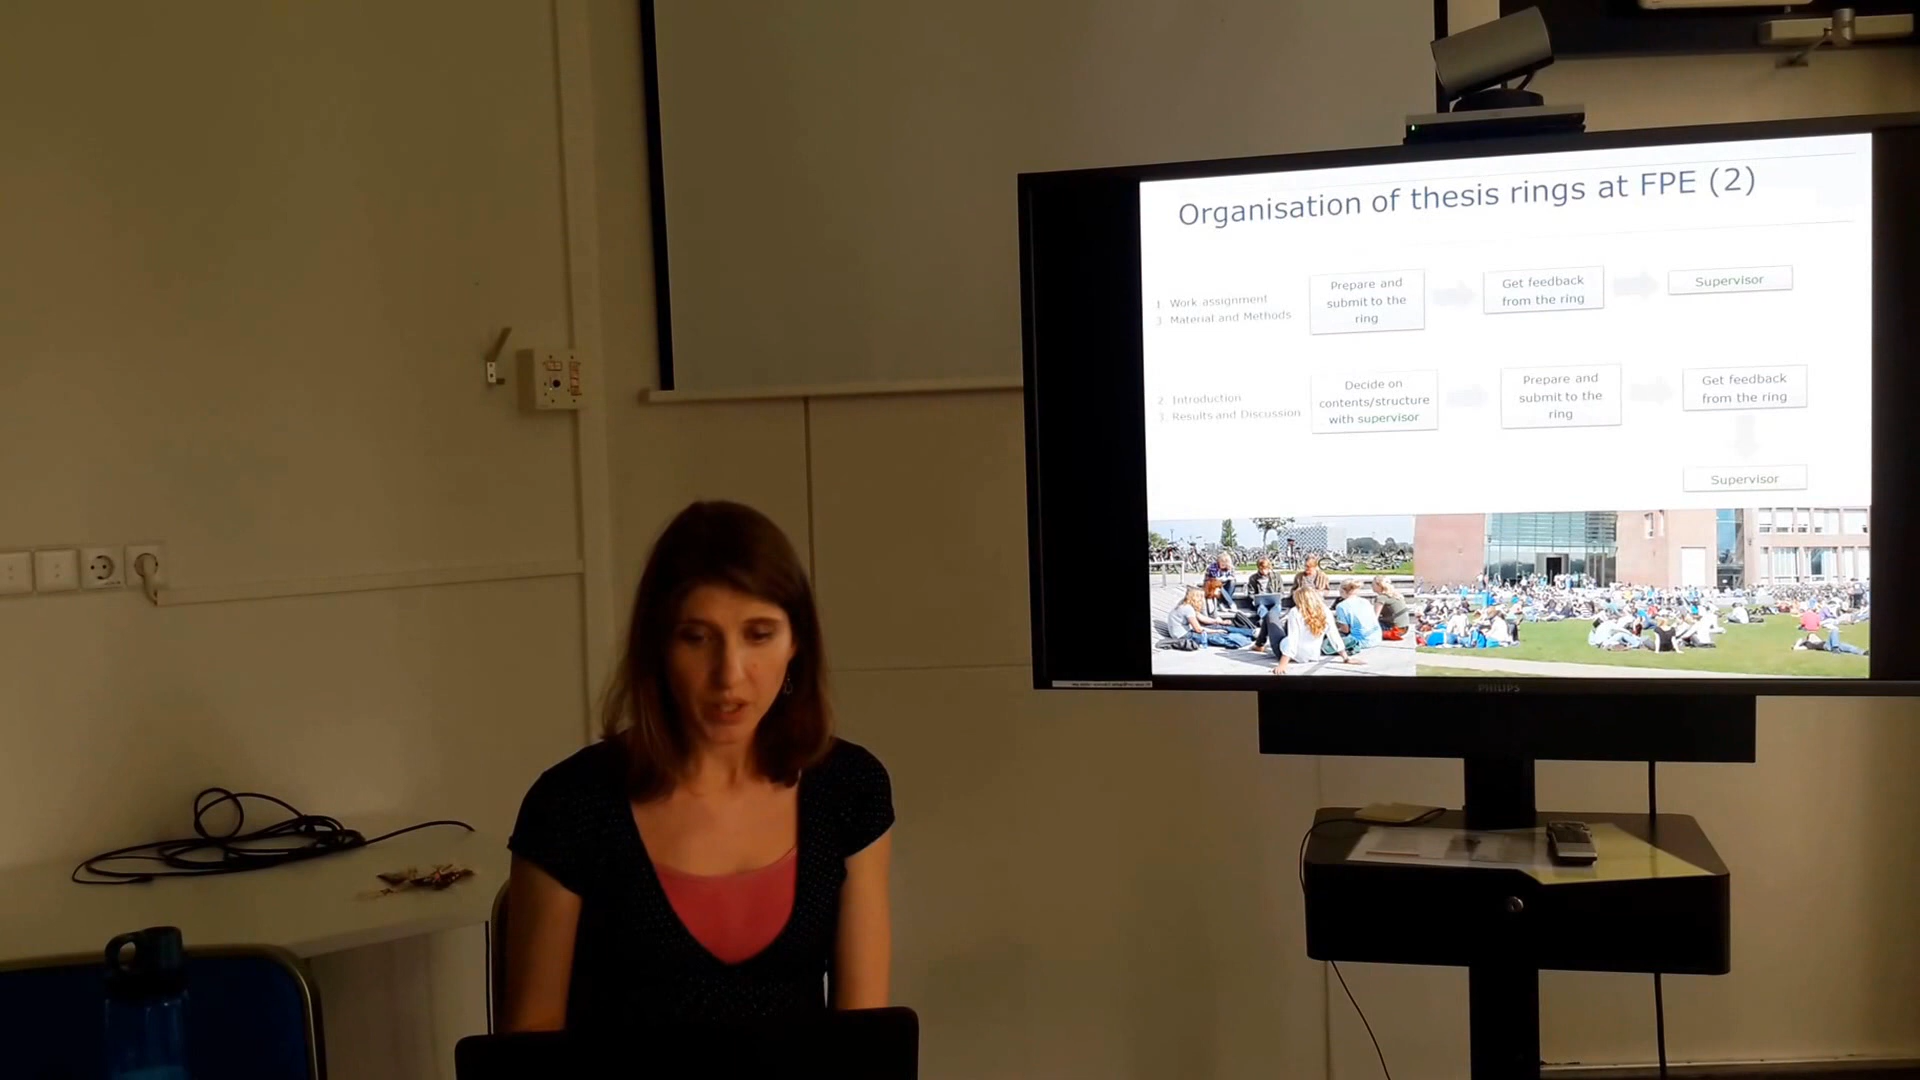 Organisation of thesis rings at FPE (2)
1. Work assignment
3. Material and Methods
Prepare and
submit to the
ring
Get feedback
from the ring
Supervisor
2. Introduction
3. Results and Discussion
Decide on
contents/structure
with supervisor
Prepare and
submit to the
ring
Get feedback
from the ring
Supervisor
PHILIPS